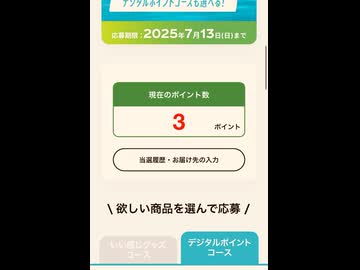 デジタルポイントコースも選べる!
応募期間:2025年7月13日(日)まで
現在のポイント数
3 ポイント
当選履歴・お届け先の入力
\ 欲しい商品を選んで応募 /
いい感じグッズ
コース
デジタルポイント
コース